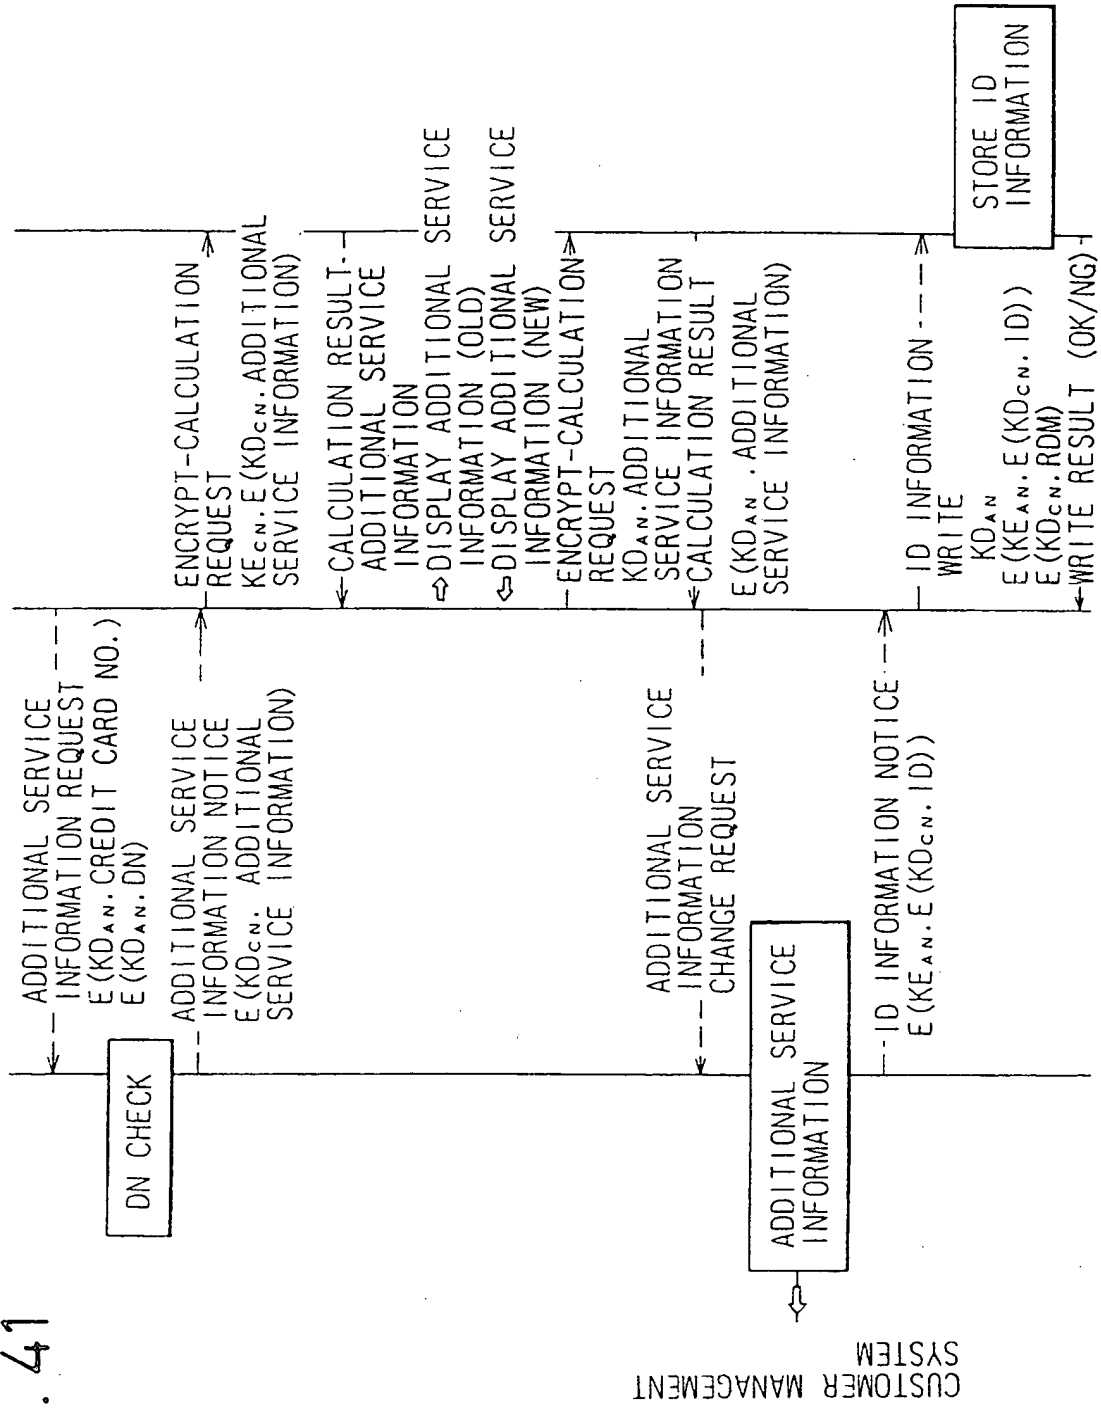 . 41
ADDITIONAL SERVICE
INFORMATION REQUEST
E(KDAN.CREDIT CARD NO.)
E(KDAN.DN)
DN CHECK
ADDITIONAL SERVICE
INFORMATION NOTICE
E(KDCN. ADDITIONAL
SERVICE INFORMATION)
ENCRYPT-CALCULATION
REQUEST
KECN.E(KDCN.ADDITIONAL
SERVICE INFORMATION)
CALCULATION RESULT
ADDITIONAL SERVICE
INFORMATION
DISPLAY ADDITIONAL SERVICE
INFORMATION (OLD)
DISPLAY ADDITIONAL SERVICE
INFORMATION (NEW)
ENCRYPT-CALCULATION
REQUEST
KDAN.ADDITIONAL
SERVICE INFORMATION
CALCULATION RESULT
E(KDAN.ADDITIONAL
SERVICE INFORMATION)
ADDITIONAL SERVICE
INFORMATION
CHANGE REQUEST
ADDITIONAL SERVICE
INFORMATION
CUSTOMER MANAGEMENT
SYSTEM
ID INFORMATION NOTICE
E(KEAN.E(KDCN.ID))
ID INFORMATION
WRITE
KDAN
E(KEAN.E(KDCN.ID))
E(KDCN.RDM)
STORE ID
INFORMATION
WRITE RESULT (OK/NG)